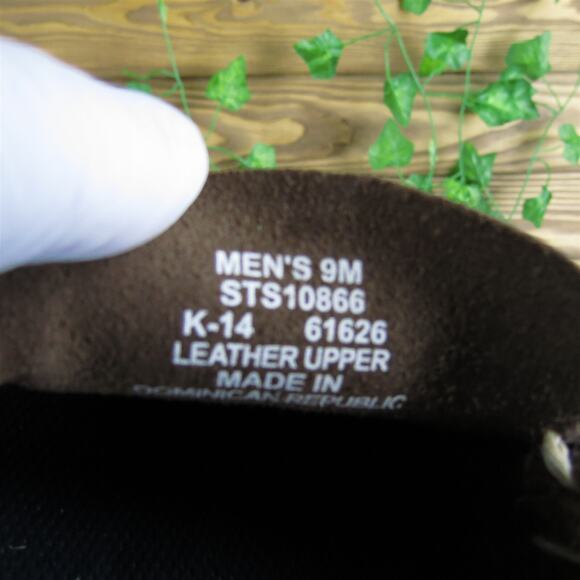 MEN'S 9M
STS10866
K-14 61626
LEATHER UPPER
MADE IN
DOMINICAN REPUBLIC